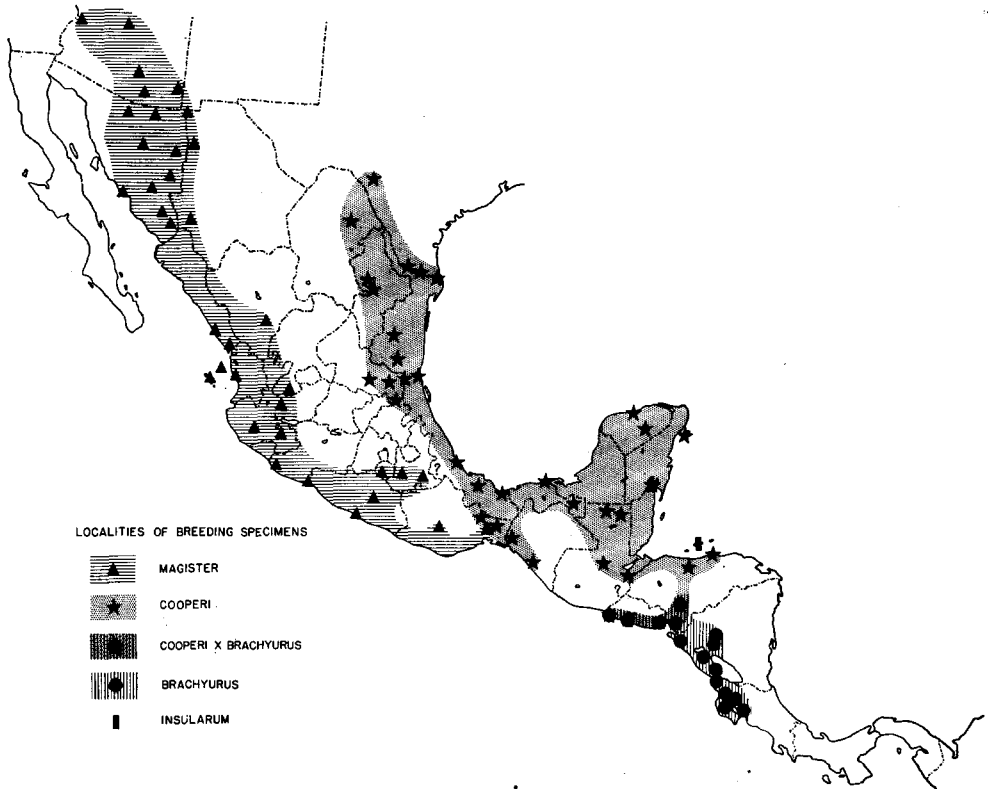 LOCALITIES OF BREEDING SPECIMENS
MAGISTER
COOPERI
COOPERI X BRACHYURUS
BRACHYURUS
INSULARUM